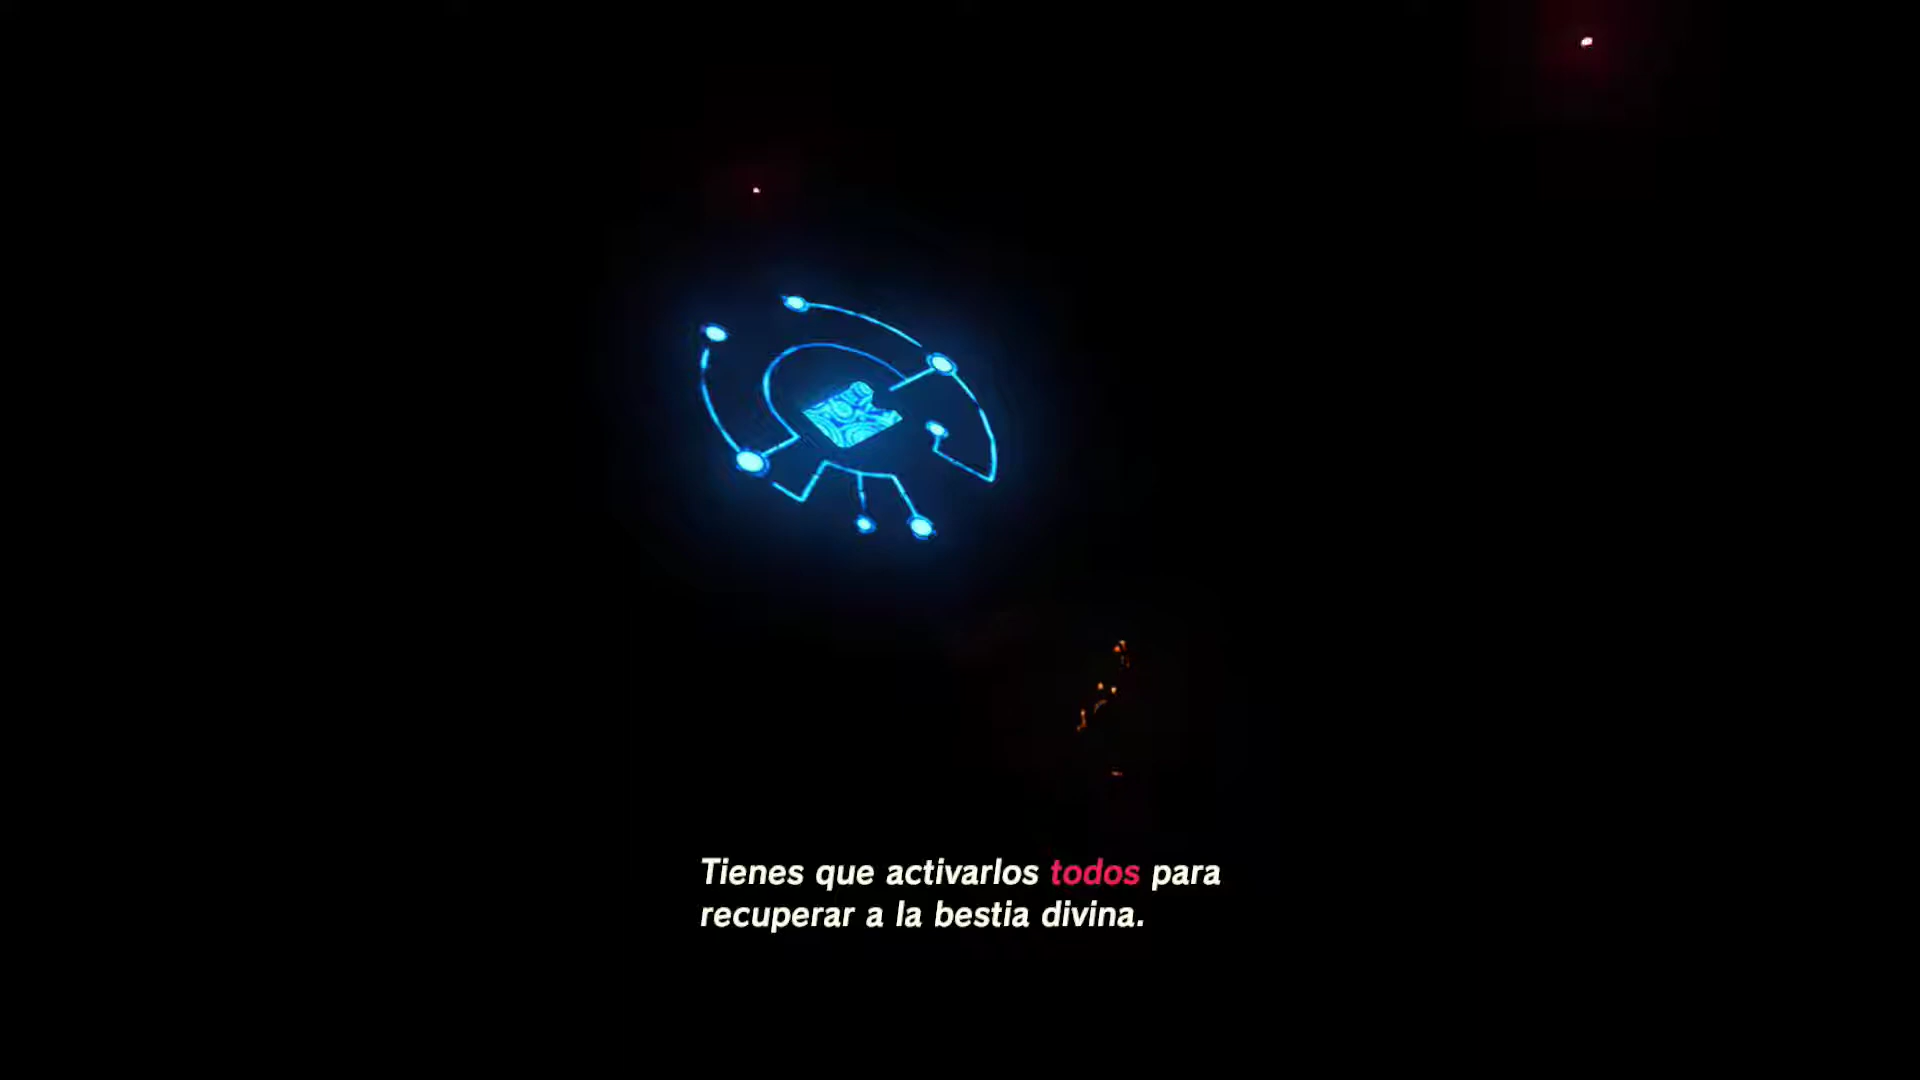 Tienes que activarlos todos para
recuperar a la bestia divina.